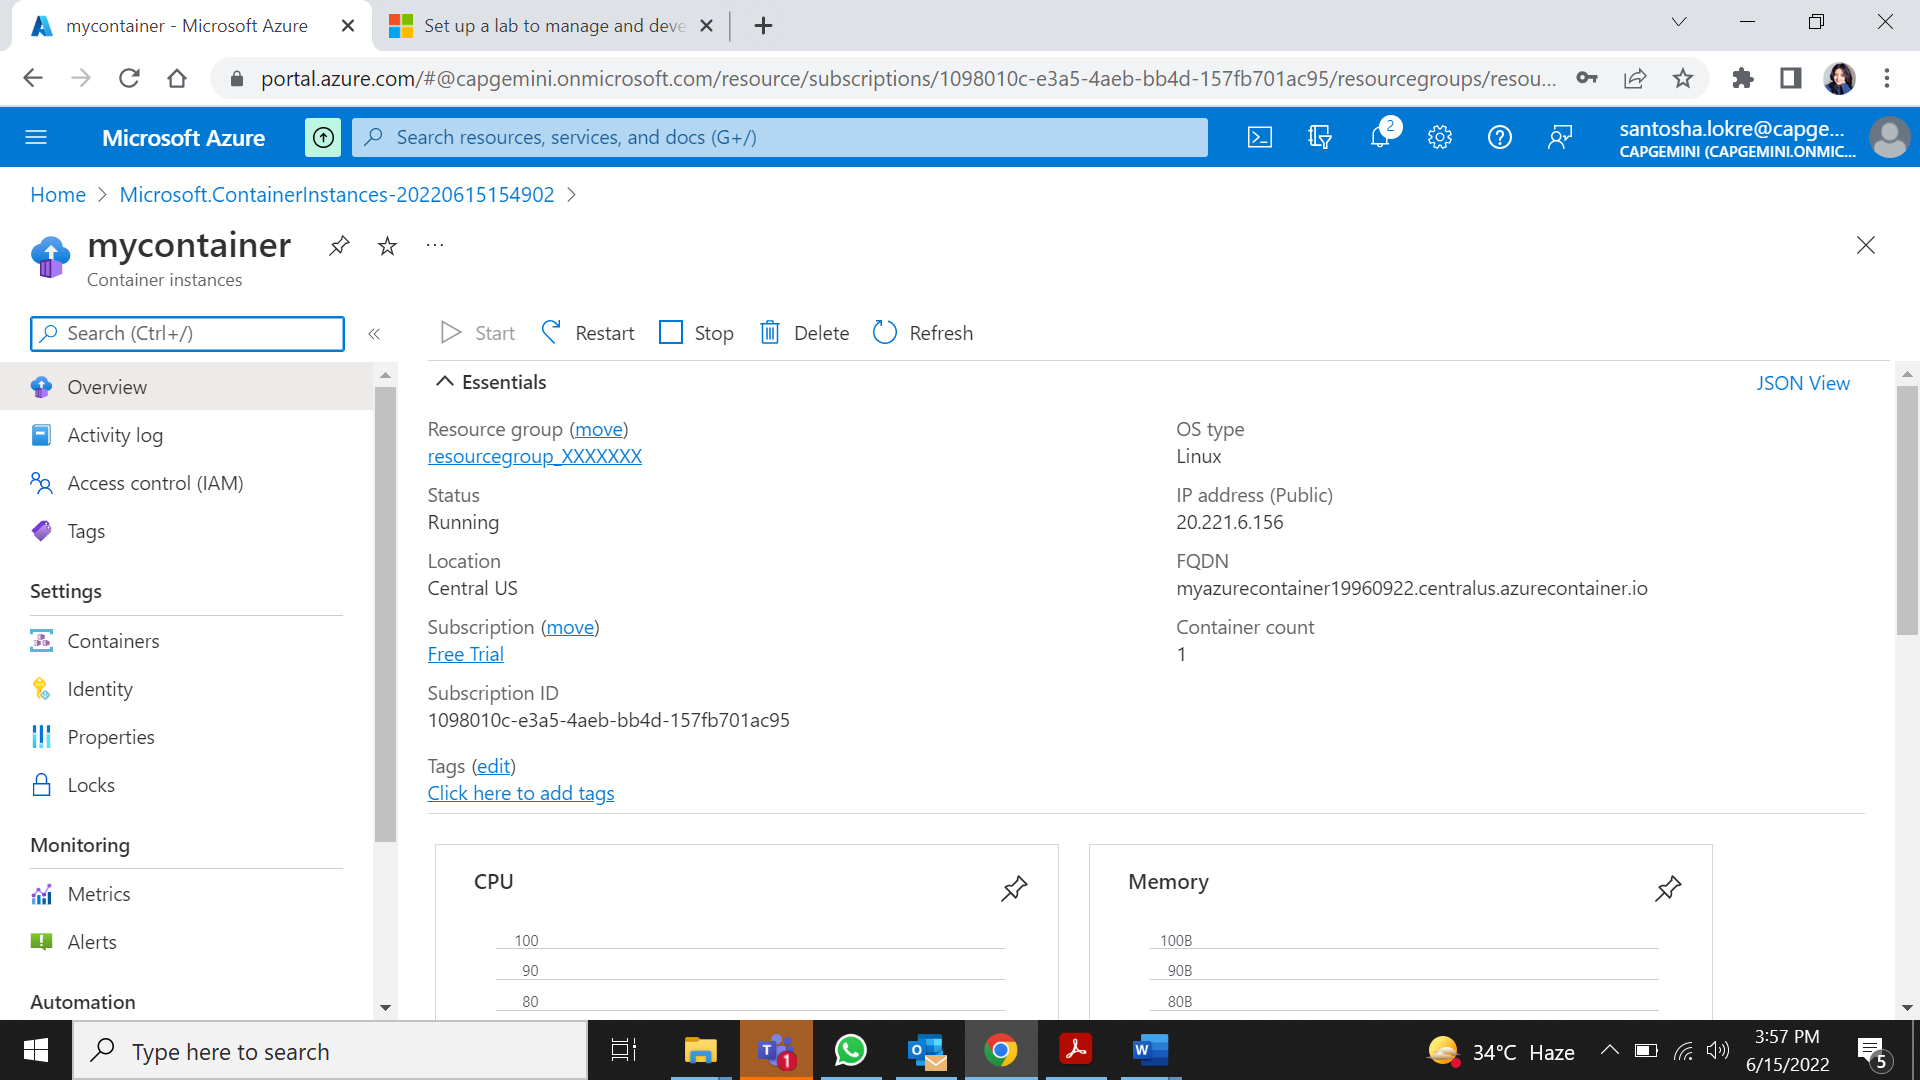 mycontainer - Microsoft Azure
Set up a lab to manage and deve
portal.azure.com/#@capgemini.onmicrosoft.com/resource/subscriptions/1098010c-e3a5-4aeb-bb4d-157fb701ac95/resourcegroups/resou...
Microsoft Azure
Search resources, services, and docs (G+/)
2
santosha.lokre@capge...
CAPGEMINI (CAPGEMINI.ONMIC...
Home > Microsoft.ContainerInstances-20220615154902 >
mycontainer
...
Container instances
Search (Ctrl+/)
«
Start
Restart
Stop
Delete
Refresh
Overview
Activity log
Access control (IAM)
Tags
Settings
Containers
Identity
Properties
Locks
Monitoring
Metrics
Alerts
Automation
Essentials
JSON View
Resource group (move)
resourcegroup_XXXXXXX
Status
Running
Location
Central US
Subscription (move)
Free Trial
Subscription ID
1098010c-e3a5-4aeb-bb4d-157fb701ac95
Tags (edit)
Click here to add tags
OS type
Linux
IP address (Public)
20.221.6.156
FQDN
myazurecontainer19960922.centralus.azurecontainer.io
Container count
1
CPU
100
90
80
Memory
100B
90B
80B
Type here to search
1
34°C Haze
3:57 PM
6/15/2022
5